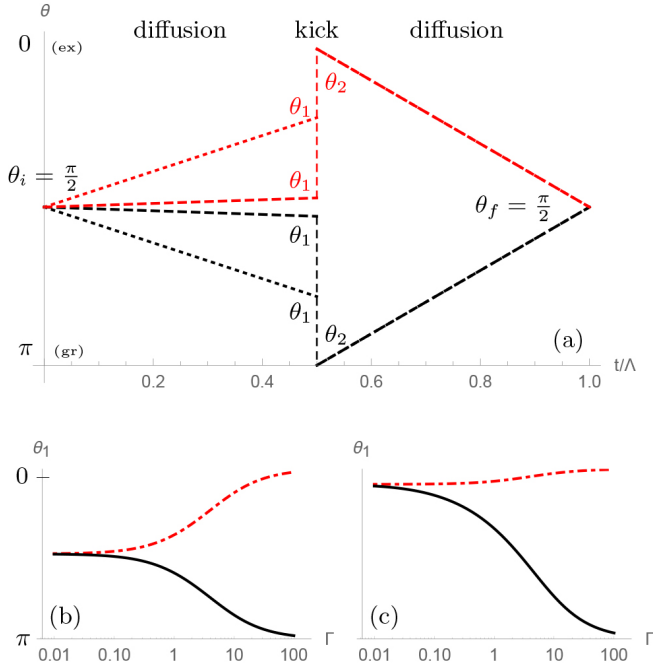 θ
diffusion kick diffusion
0 (ex)
θ₂
θ₁
θᵢ = π/2
θ₁
θ_f = π/2
θ₁
θ₁
θ₂
π (gr)
(a)
t/Λ
0.2 0.4 0.6 0.8 1.0
θ₁ θ₁
0
(b) (c)
π
Γ Γ
0.01 0.10 1 10 100 0.01 0.10 1 10 100